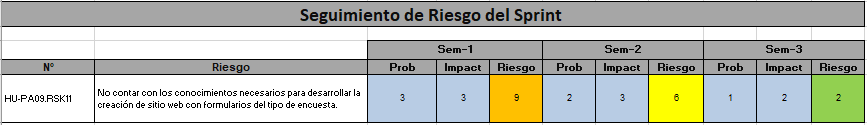 Seguimiento de Riesgo del Sprint
Sem-1 Sem-2 Sem-3
Nº Riesgo Prob Impact Riesgo Prob Impact Riesgo Prob Impact Riesgo
HU-PA09.RSK11 No contar con los conocimientos necesarios para desarrollar la 3 3 9 2 3 6 1 2 2
creación de sitio web con formularios del tipo de encuesta.